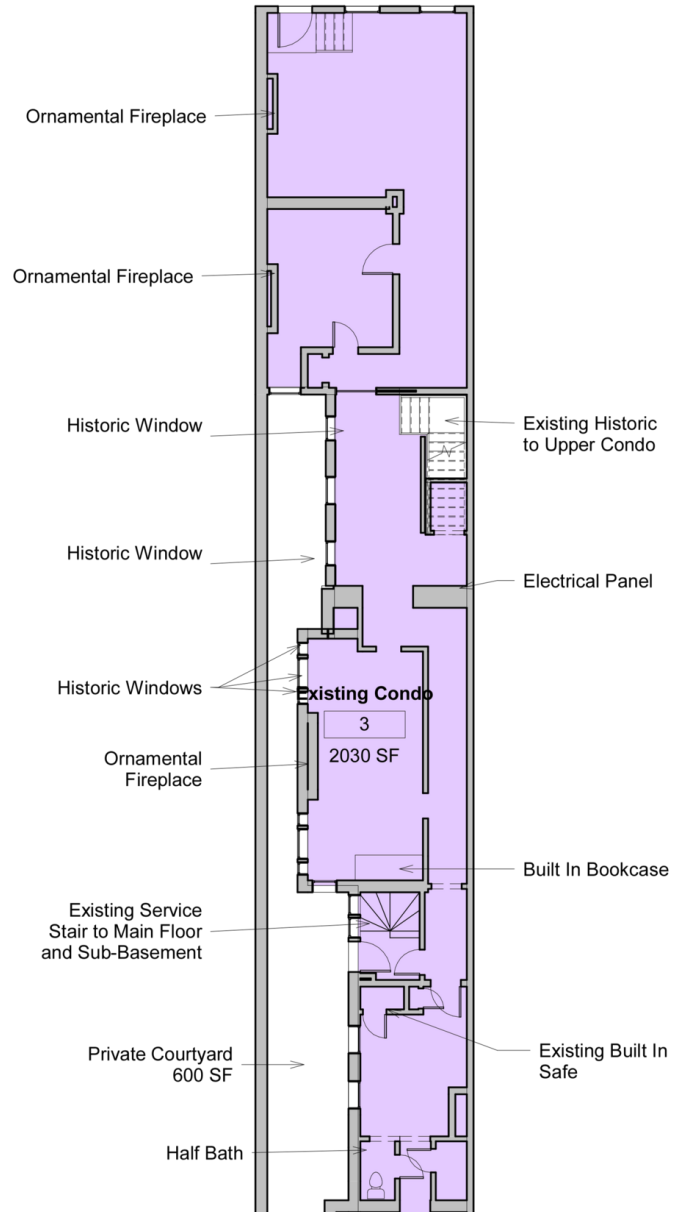 Ornamental Fireplace
Ornamental Fireplace
Historic Window
Existing Historic
to Upper Condo
Historic Window
Electrical Panel
Historic Windows
Existing Condo
3
2030 SF
Ornamental
Fireplace
Built In Bookcase
Existing Service
Stair to Main Floor
and Sub-Basement
Private Courtyard
600 SF
Existing Built In
Safe
Half Bath